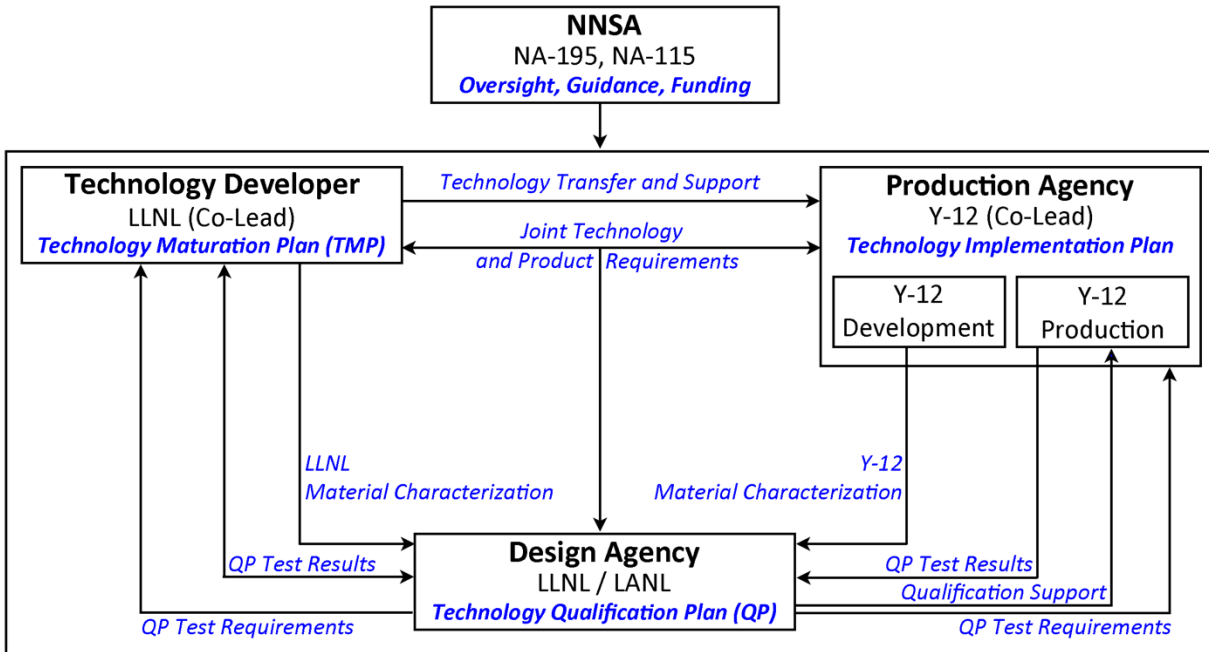 NNSA
NA-195, NA-115
Oversight, Guidance, Funding
Technology Developer
LLNL (Co-Lead)
Technology Maturation Plan (TMP)
Technology Transfer and Support
Joint Technology
and Product Requirements
Production Agency
Y-12 (Co-Lead)
Technology Implementation Plan
Y-12
Development
Y-12
Production
LLNL
Material Characterization
Y-12
Material Characterization
Design Agency
LLNL / LANL
Technology Qualification Plan (QP)
QP Test Results
QP Test Requirements
QP Test Results
Qualification Support
QP Test Requirements